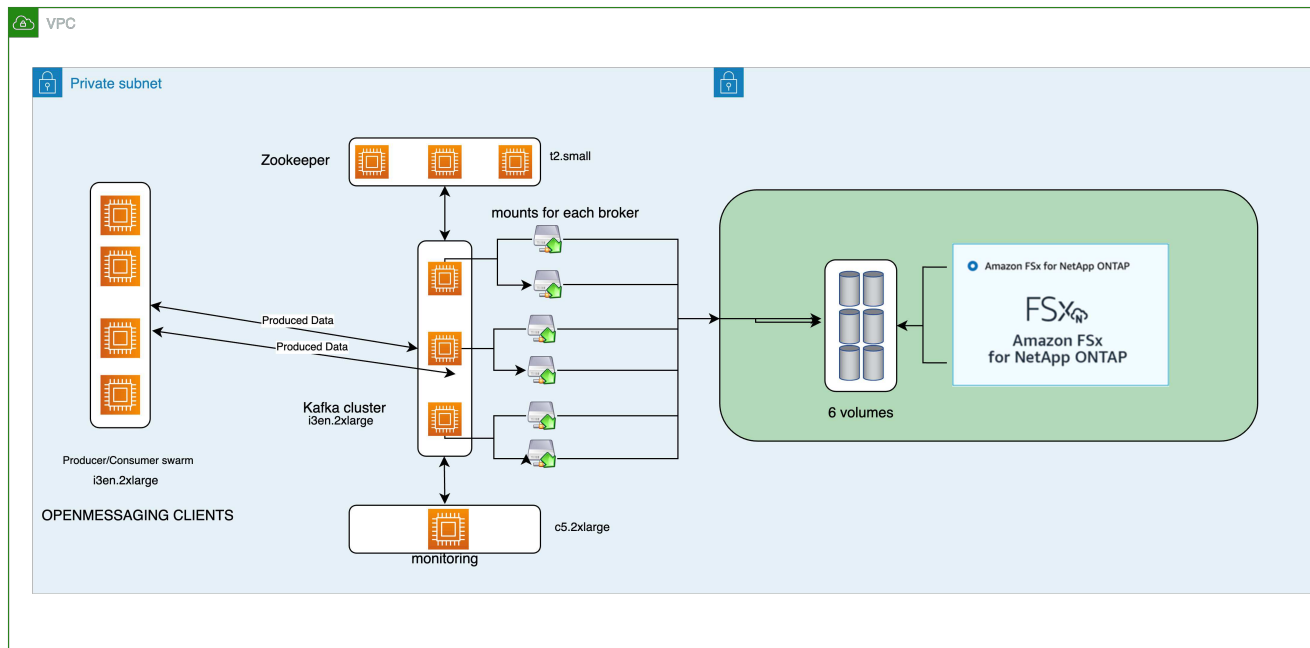 VPC
Private subnet
Zookeeper
t2.small
mounts for each broker
Produced Data
Produced Data
Kafka cluster
i3en.2xlarge
Producer/Consumer swarm
i3en.2xlarge
OPENMESSAGING CLIENTS
c5.2xlarge
monitoring
6 volumes
Amazon FSx for NetApp ONTAP
FSx
N
Amazon FSx
for NetApp ONTAP